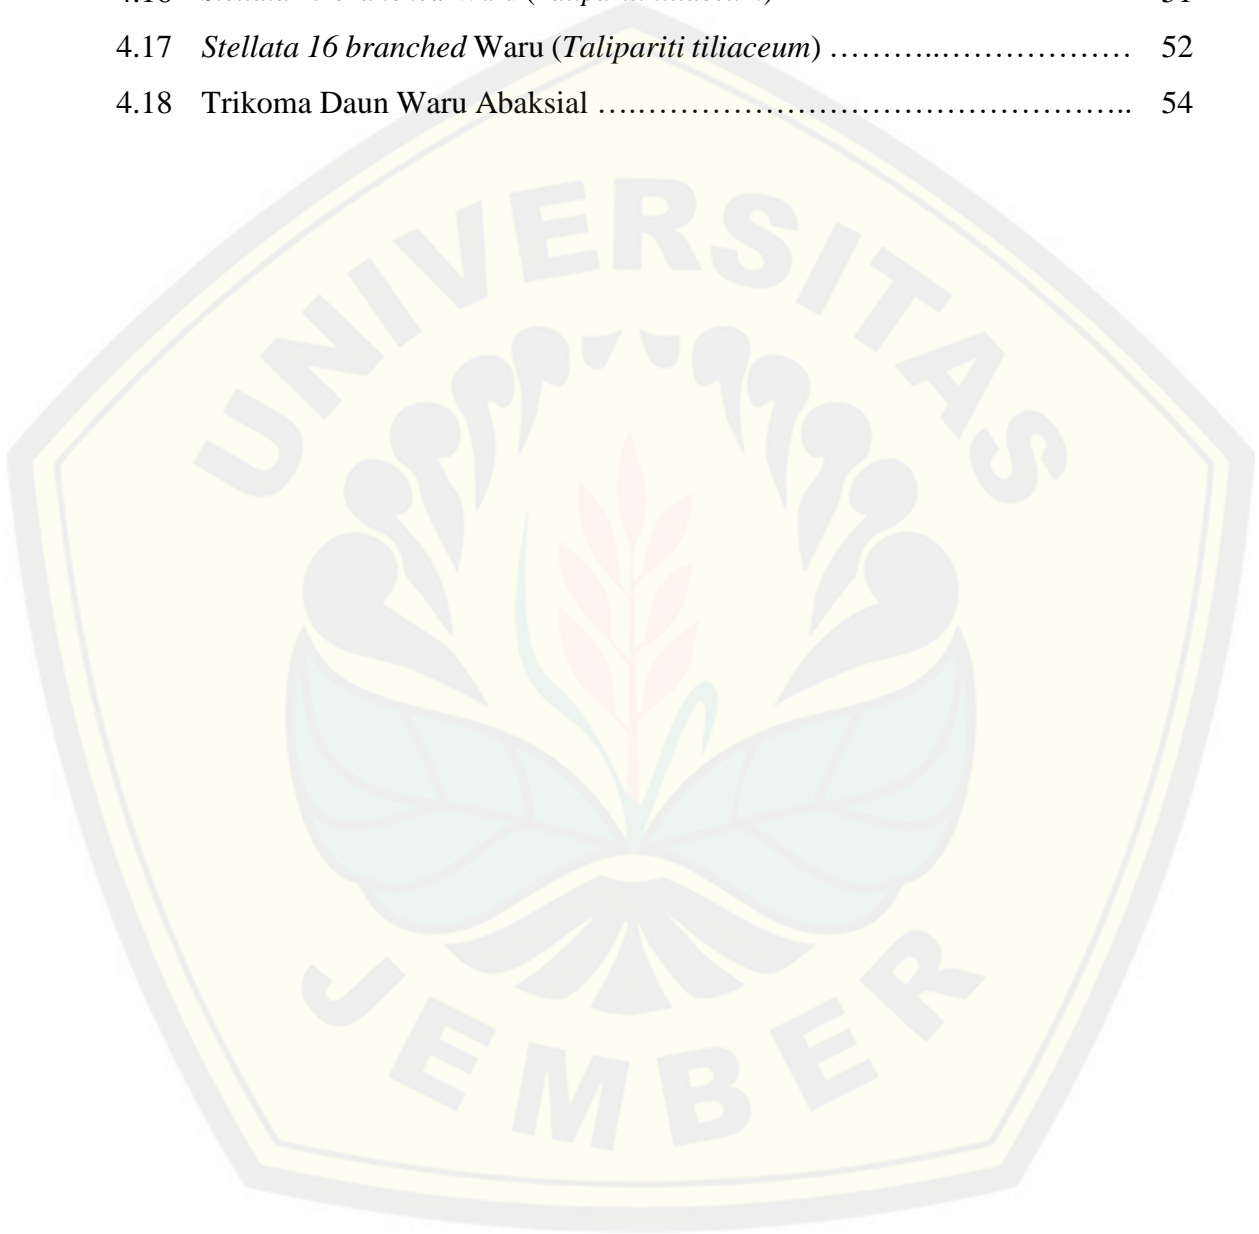 4.17 Stellata 16 branched Waru (Talipariti tiliaceum) ………..……………… 52
4.18 Trikoma Daun Waru Abaksial ….……………………………………….. 54
UNIVERSITAS
JEMBER